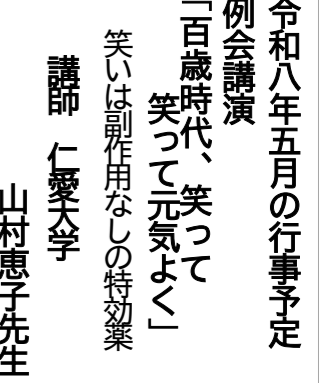 令和八年五月の行事予定
例会講演
「百歳時代、笑って
笑って元気よく」
笑いは副作用なしの特効薬
講師　仁愛大学
山村恵子先生